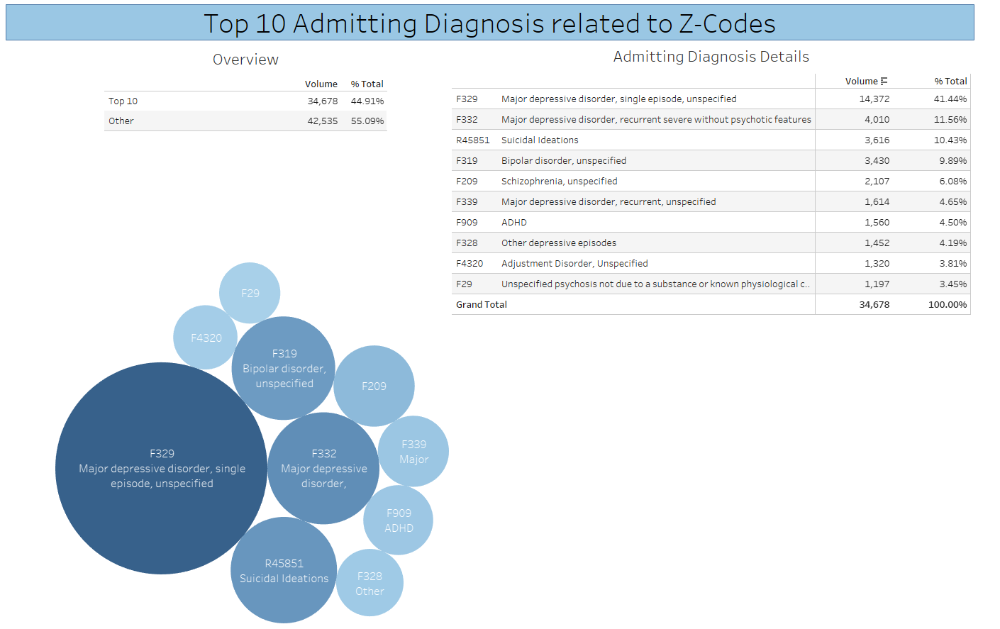 Top 10 Admitting Diagnosis related to Z-Codes
Overview
Volume % Total
Top 10 34,678 44.91%
Other 42,535 55.09%
Admitting Diagnosis Details
Volume % Total
F329 Major depressive disorder, single episode, unspecified 14,372 41.44%
F332 Major depressive disorder, recurrent severe without psychotic features 4,010 11.56%
R45851 Suicidal Ideations 3,616 10.43%
F319 Bipolar disorder, unspecified 3,430 9.89%
F209 Schizophrenia, unspecified 2,107 6.08%
F339 Major depressive disorder, recurrent, unspecified 1,614 4.65%
F909 ADHD 1,560 4.50%
F328 Other depressive episodes 1,452 4.19%
F4320 Adjustment Disorder, Unspecified 1,320 3.81%
F29 Unspecified psychosis not due to a substance or known physiological c.. 1,197 3.45%
Grand Total 34,678 100.00%
F29
F4320
F319
Bipolar disorder,
unspecified
F209
F329
Major depressive disorder, single
episode, unspecified
F332
Major depressive
disorder,
F339
Major
F909
ADHD
R45851
Suicidal Ideations
F328
Other